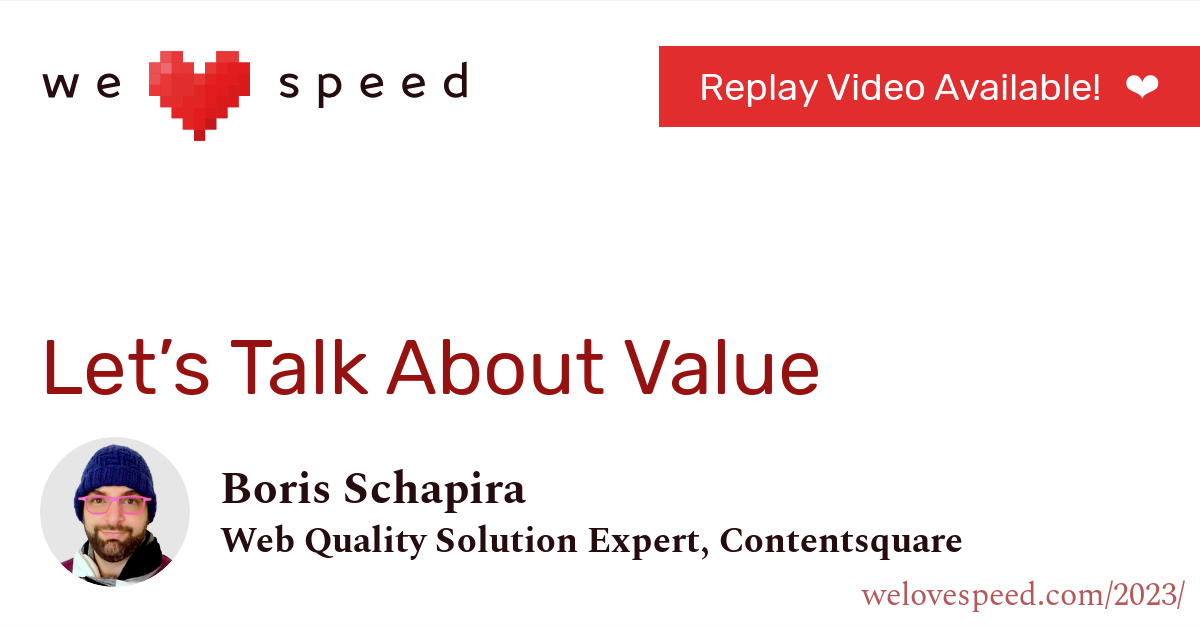 we speed
Replay Video Available! ❤
Let’s Talk About Value
Boris Schapira
Web Quality Solution Expert, Contentsquare
welovespeed.com/2023/